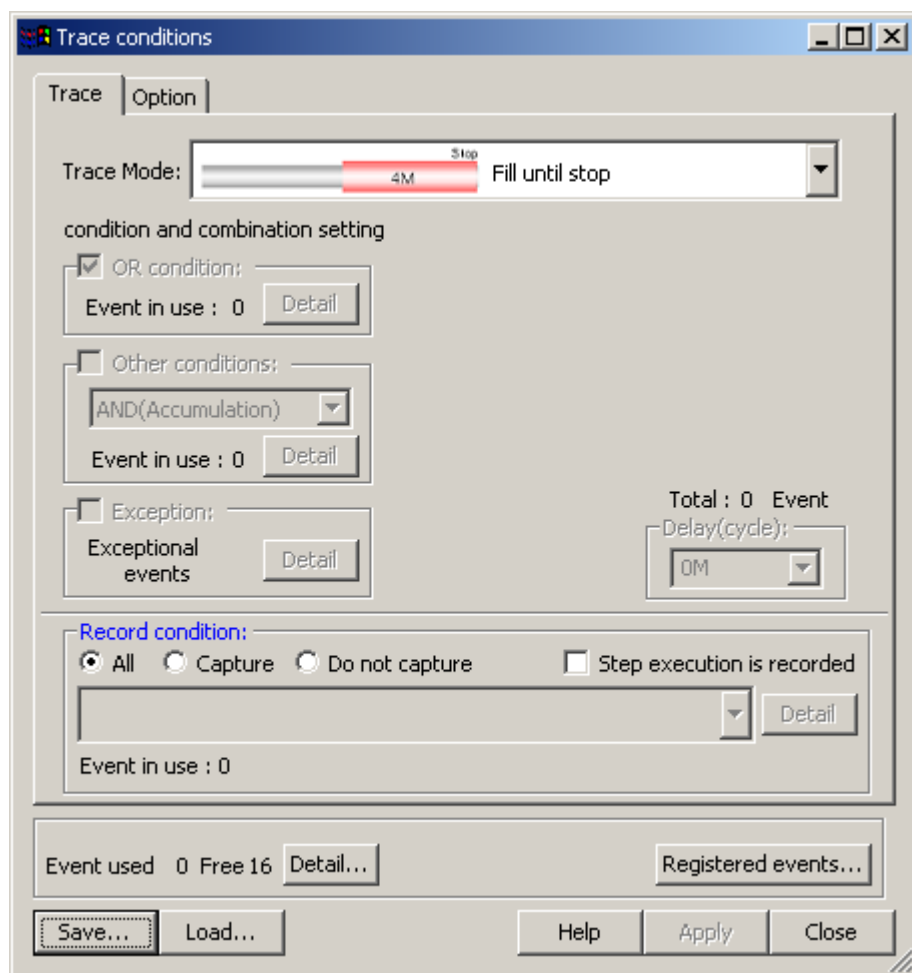 Trace conditions
Trace Option
Trace Mode: Stop 4M Fill until stop
condition and combination setting
OR condition:
Event in use : 0 Detail
Other conditions:
AND(Accumulation)
Event in use : 0 Detail
Exception:
Exceptional events Detail
Total : 0 Event
Delay(cycle):
0M
Record condition:
All Capture Do not capture Step execution is recorded
Detail
Event in use : 0
Event used 0 Free 16 Detail... Registered events...
Save... Load... Help Apply Close